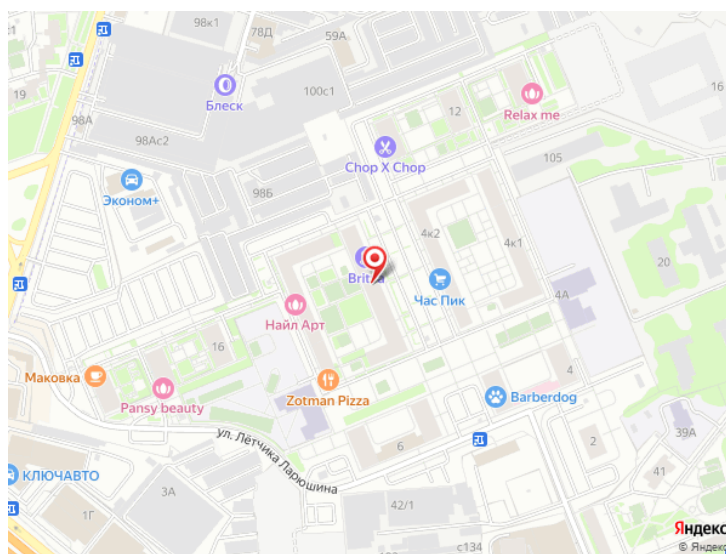 98к1
78Д
59А
19
98А
Блеск
100с1
98Ас2
12
Relax me
16
Эконом+
98Б
Chop X Chop
105
4к2
4к1
20
Час Пик
4А
Найл Арт
16
Маковка
Pansy beauty
Zotman Pizza
4
Barberdog
ул. Лётчика Ларюшина
6
2
39А
41
КЛЮЧАВТО
3А
1Г
42/1
с134
Яндекс
© Яндекс